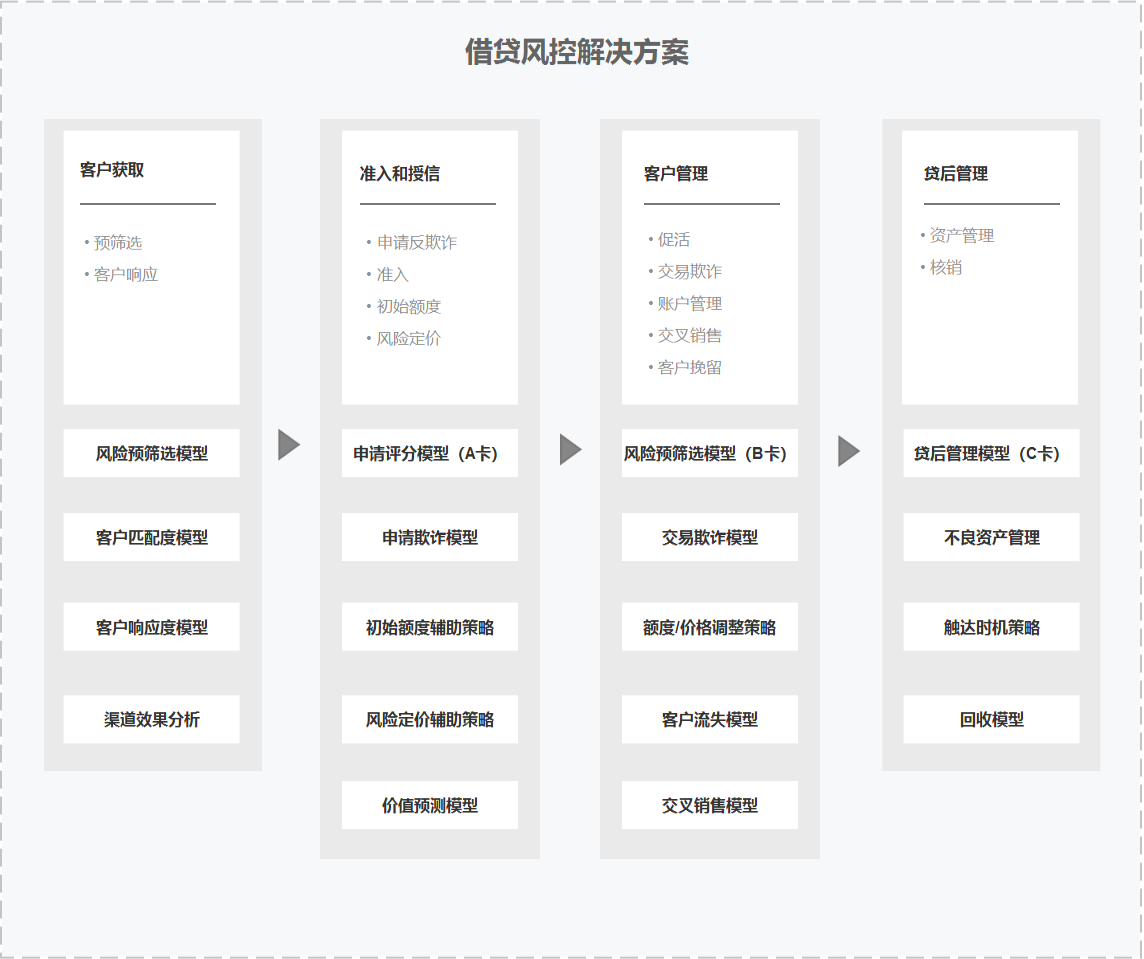 借贷风控解决方案
客户获取
• 预筛选
• 客户响应
风险预筛选模型
客户匹配度模型
客户响应度模型
渠道效果分析
准入和授信
• 申请反欺诈
• 准入
• 初始额度
• 风险定价
申请评分模型（A卡）
申请欺诈模型
初始额度辅助策略
风险定价辅助策略
价值预测模型
客户管理
• 促活
• 交易欺诈
• 账户管理
• 交叉销售
• 客户挽留
风险预筛选模型（B卡）
交易欺诈模型
额度/价格调整策略
客户流失模型
交叉销售模型
贷后管理
• 资产管理
• 核销
贷后管理模型（C卡）
不良资产管理
触达时机策略
回收模型